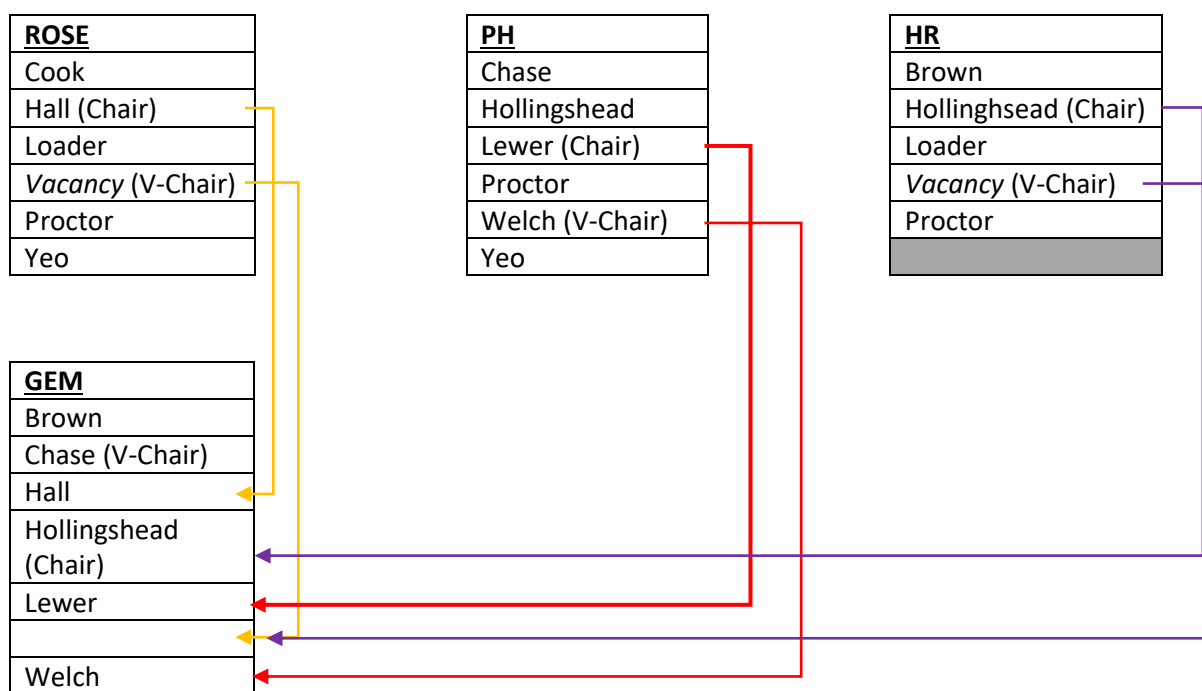 ROSE
Cook
Hall (Chair)
Loader
Vacancy (V-Chair)
Proctor
Yeo
PH
Chase
Hollingshead
Lewer (Chair)
Proctor
Welch (V-Chair)
Yeo
HR
Brown
Hollinghsead (Chair)
Loader
Vacancy (V-Chair)
Proctor
GEM
Brown
Chase (V-Chair)
Hall
Hollingshead
(Chair)
Lewer
Welch